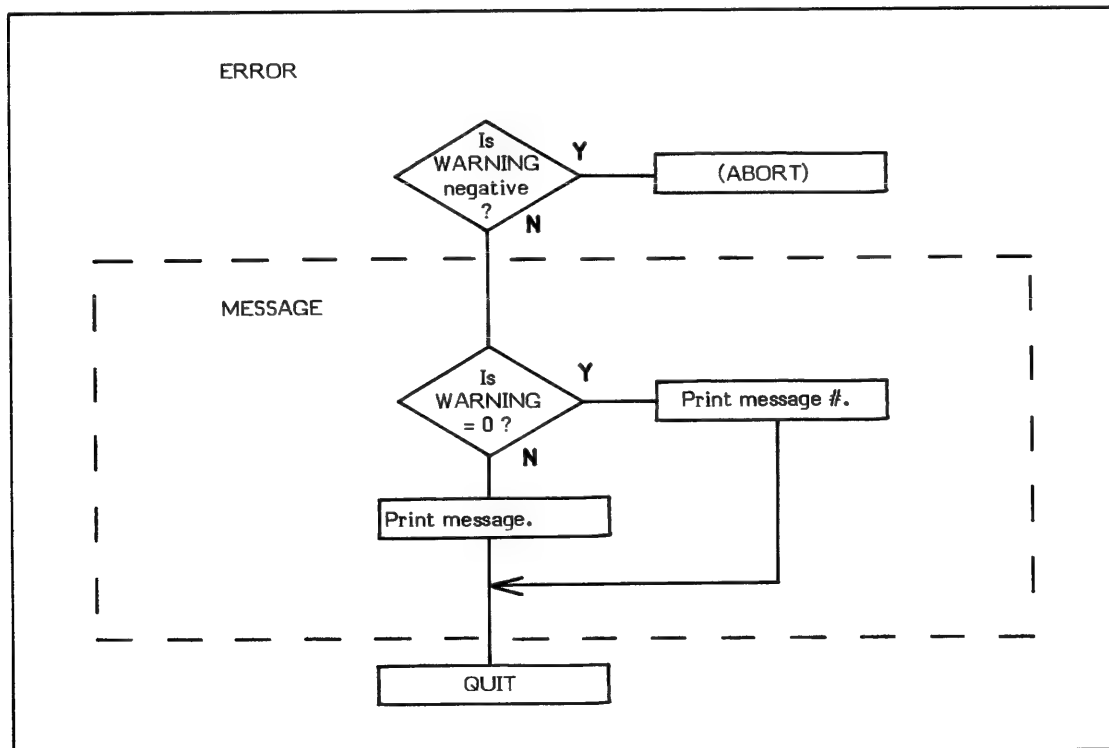 ERROR
Is
WARNING
negative
?
Y
(ABORT)
N
MESSAGE
Is
WARNING
= 0 ?
Y
Print message #.
N
Print message.
QUIT